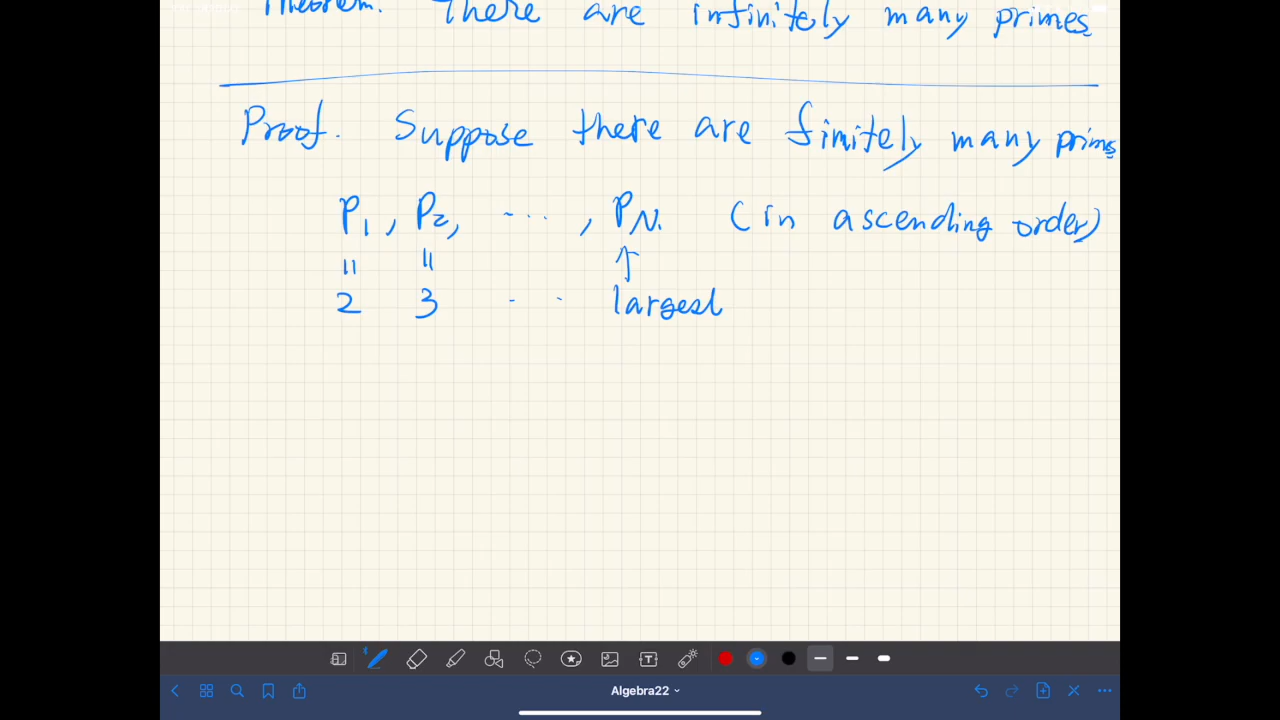 Theorem. There are infinitely many primes
Proof. Suppose there are finitely many primes
P₁, P₂, ..., P_N. (in ascending order)
= = ↑
2 3 .. largest
Algebra22